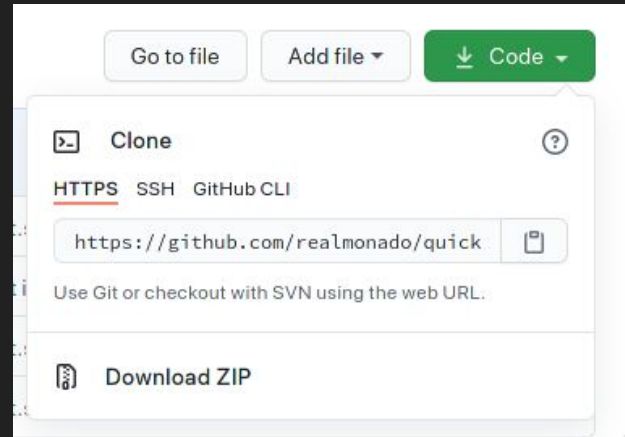 Go to file Add file Code
Clone
HTTPS SSH GitHub CLI
https://github.com/realmonado/quick
Use Git or checkout with SVN using the web URL.
Download ZIP